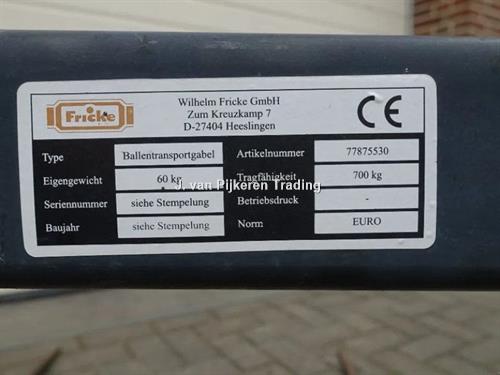 Fricke
Wilhelm Fricke GmbH
Zum Kreuzkamp 7
D-27404 Heeslingen
CE
Type Ballentransportgabel Artikelnummer 77875530
Eigengewicht 60 kg Tragfähigkeit 700 kg
J. van Pijkeren Trading
Seriennummer siehe Stempelung Betriebsdruck -
Baujahr siehe Stempelung Norm EURO